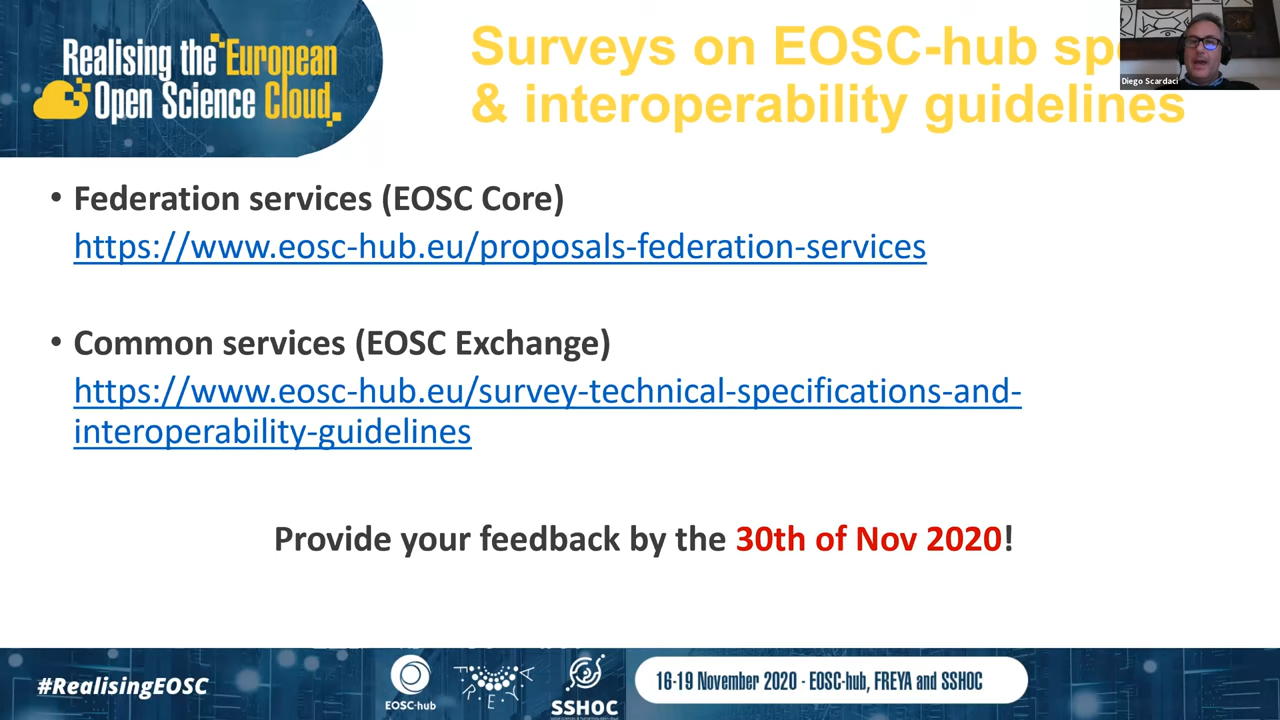 Realising the European
Open Science Cloud.
Surveys on EOSC-hub
& interoperability guidelines
Diego Scardaci
• Federation services (EOSC Core)
https://www.eosc-hub.eu/proposals-federation-services
• Common services (EOSC Exchange)
https://www.eosc-hub.eu/survey-technical-specifications-and-
interoperability-guidelines
Provide your feedback by the 30th of Nov 2020!
#RealisingEOSC
EOSC-hub
FREYA
SSHOC
16-19 November 2020 - EOSC-hub, FREYA and SSHOC